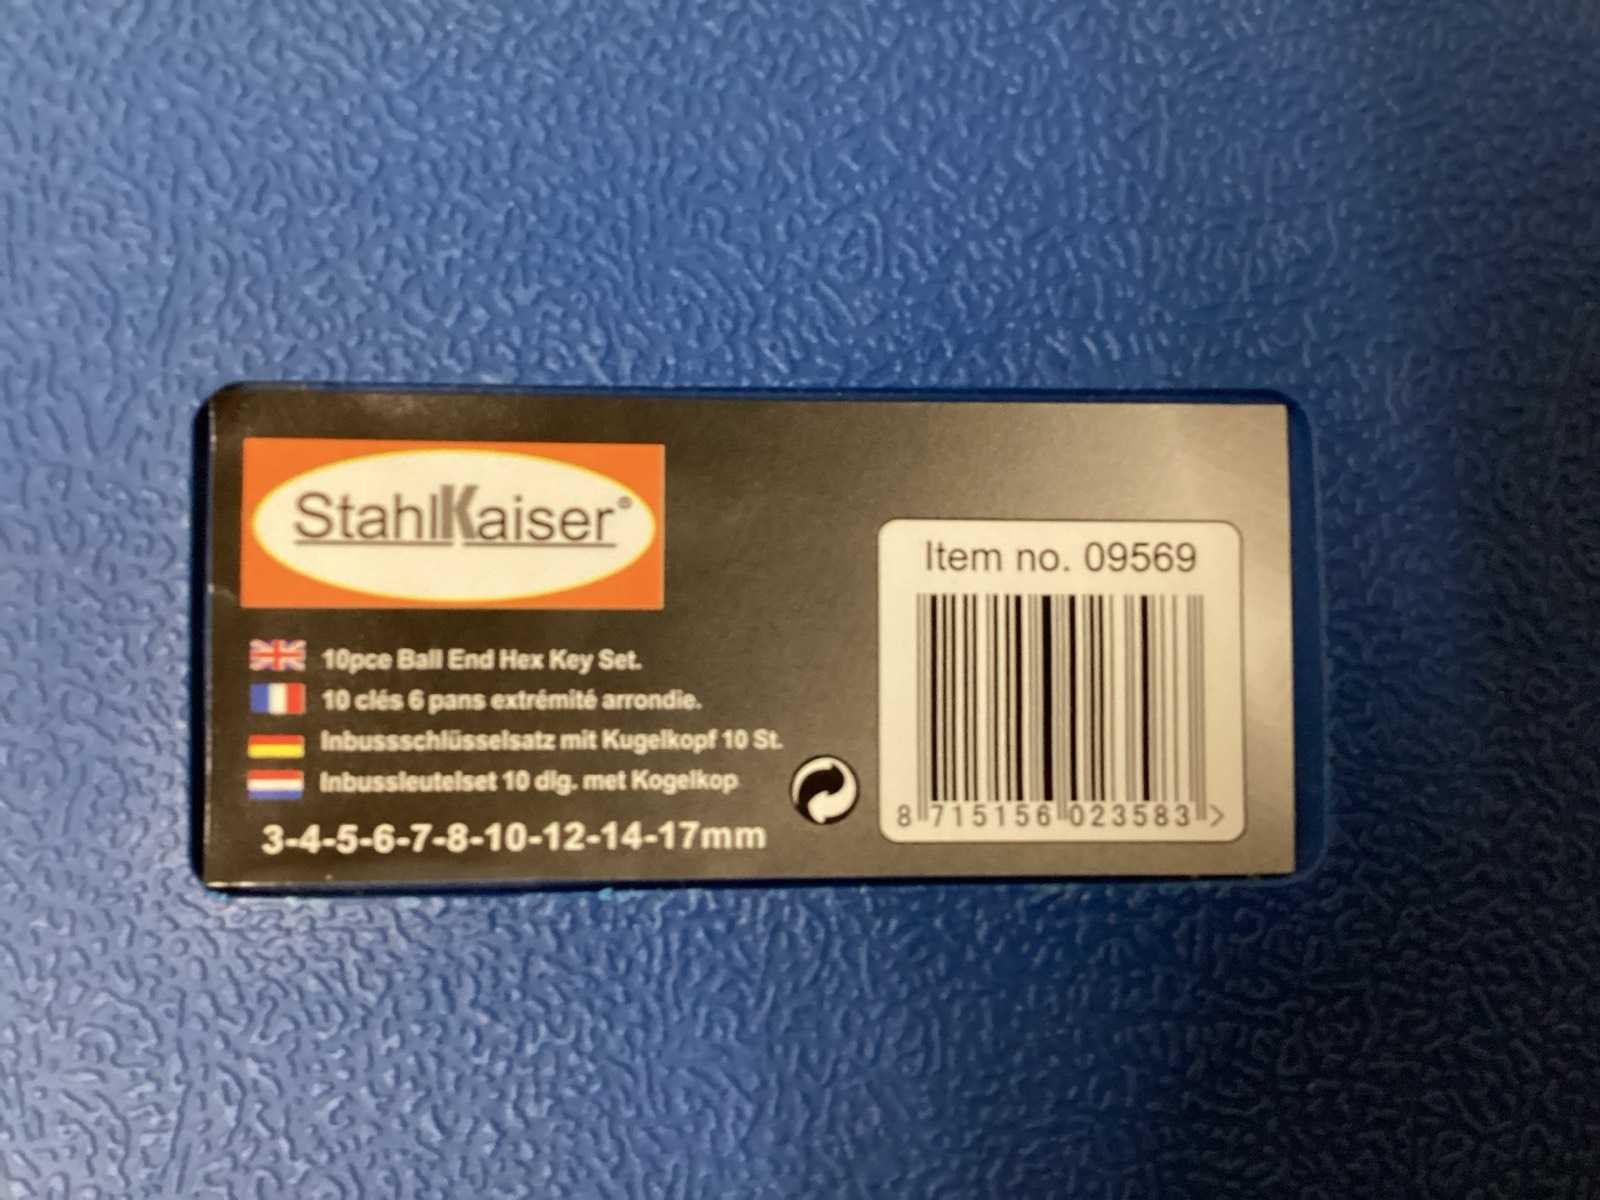 StahlKaiser®
10pce Ball End Hex Key Set.
10 clés 6 pans extrémité arrondie.
Inbussschlüsselsatz mit Kugelkopf 10 St.
Inbussleutelset 10 dlg. met Kogelkop
3-4-5-6-7-8-10-12-14-17mm
Item no. 09569
8 715156 023583 >